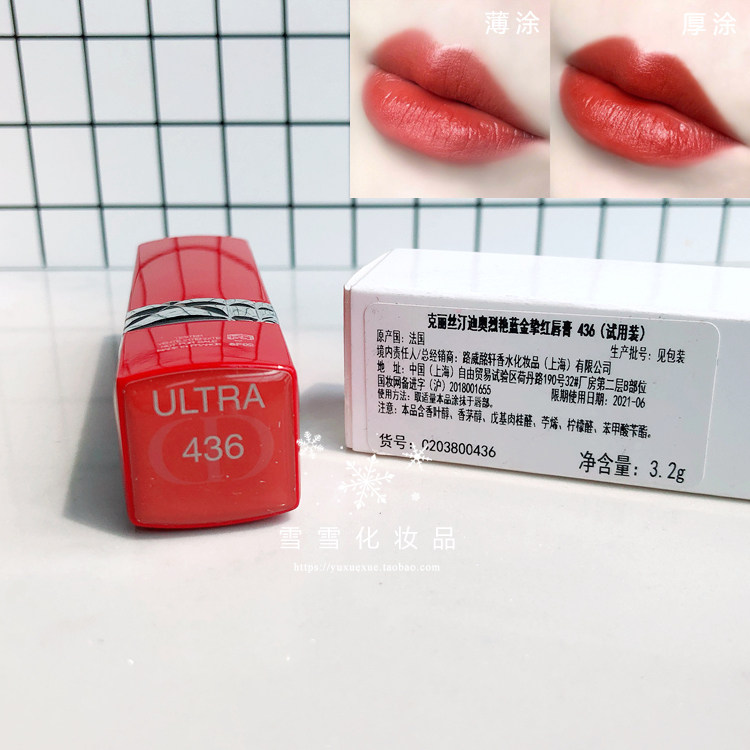 薄涂
厚涂
ULTRA
436
克丽丝汀迪奥烈艳蓝金挚红唇膏 436（试用装）
原产国：法国
生产批号：见包装
境内责任人/总经销商：路威酩轩香水化妆品（上海）有限公司
地 址：中国（上海）自由贸易试验区荷丹路190号32#厂房第二层B部位
国妆网备进字（沪）2018001655
限期使用日期：2021-06
使用方法：取适量本品涂抹于唇部。
注意：本品含香叶醇、香茅醇、戊基肉桂醛、苧烯、柠檬醛、苯甲酸苄酯。
货号：C203800436
净含量：3.2g
雪雪化妆品
https://yuxuexue.taobao.com